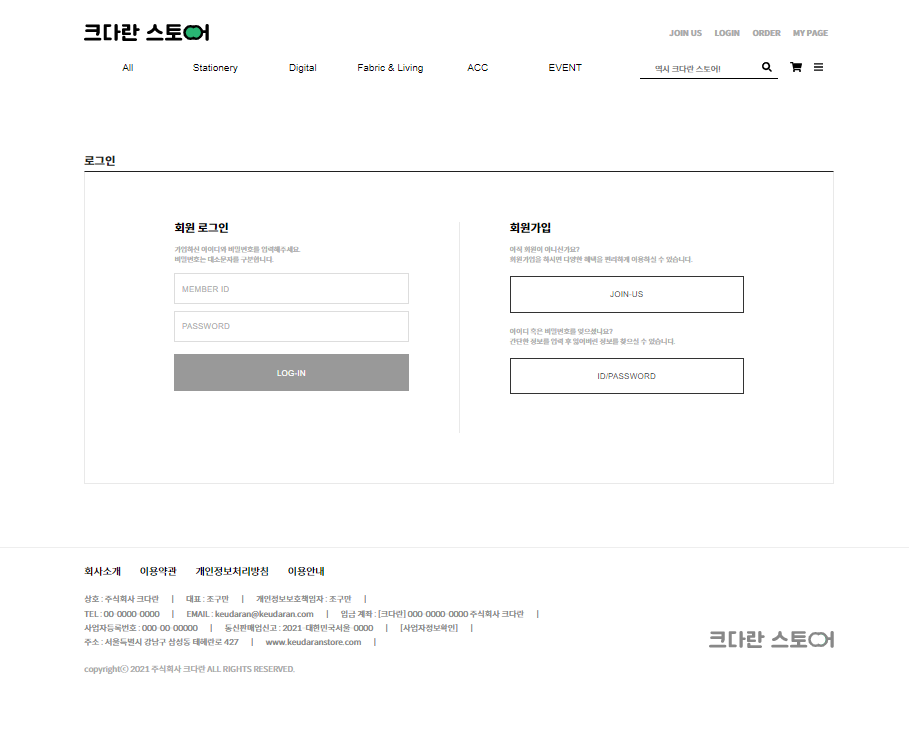 크다란 스토어
JOIN US LOGIN ORDER MY PAGE
All Stationery Digital Fabric & Living ACC EVENT
역시 크다란 스토어!
로그인
회원 로그인
가입하신 아이디와 비밀번호를 입력해주세요.
비밀번호는 대소문자를 구분합니다.
MEMBER ID
PASSWORD
LOG-IN
회원가입
아직 회원이 아니신가요?
회원가입을 하시면 다양한 혜택을 편리하게 이용하실 수 있습니다.
JOIN-US
아이디 혹은 비밀번호를 잊으셨나요?
간단한 정보를 입력 후 잃어버린 정보를 찾으실 수 있습니다.
ID/PASSWORD
회사소개 이용약관 개인정보처리방침 이용안내
상호 : 주식회사 크다란 | 대표 : 조구만 | 개인정보보호책임자 : 조구만 |
TEL : 00-0000-0000 | EMAIL : keudaran@keudaran.com | 입금 계좌 : [크다란] 000-0000-0000 주식회사 크다란 |
사업자등록번호 : 000-00-00000 | 통신판매업신고 : 2021-대한민국서울-0000 | [사업자정보확인] |
주소 : 서울특별시 강남구 삼성동 테헤란로 427 | www.keudaranstore.com |
크다란 스토어
copyrightⓒ 2021 주식회사 크다란 ALL RIGHTS RESERVED.